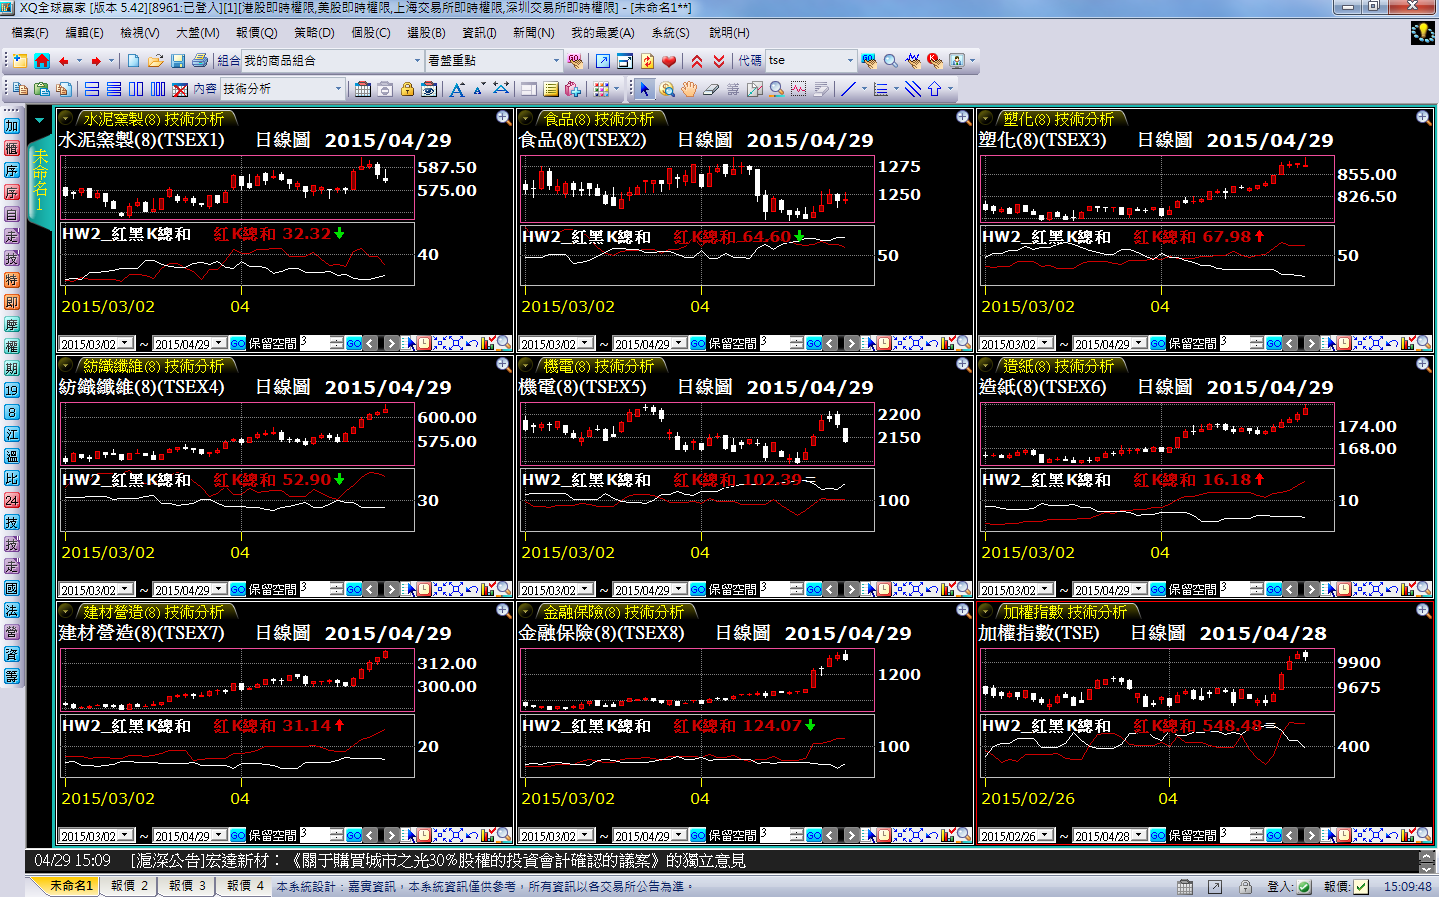 XQ全球贏家 [版本 5.42][8961:已登入][1][港股即時權限,美股即時權限,上海交易所即時權限,深圳交易所即時權限] - [未命名1**]
檔案(F) 編輯(E) 檢視(V) 大盤(M) 報價(Q) 策略(D) 個股(C) 選股(B) 資訊(I) 新聞(N) 我的最愛(A) 系統(S) 說明(H)
組合 我的商品組合 看盤重點 代碼 tse
內容 技術分析
加
櫃
序
序
自
走
技
特
即
摩
權
期
19
8
江
溫
比
24
技
技
走
國
法
營
資
籌
未命名1
水泥窯製(8) 技術分析
水泥窯製(8)(TSEX1) 日線圖 2015/04/29
587.50
575.00
HW2_紅黑K總和 紅K總和 32.32
40
2015/03/02 04
2015/03/02 ~ 2015/04/29 GO 保留空間 3 GO
食品(8) 技術分析
食品(8)(TSEX2) 日線圖 2015/04/29
1275
1250
HW2_紅黑K總和 紅K總和 64.60
50
2015/03/02 04
2015/03/02 ~ 2015/04/29 GO 保留空間 3 GO
塑化(8) 技術分析
塑化(8)(TSEX3) 日線圖 2015/04/29
855.00
826.50
HW2_紅黑K總和 紅K總和 67.98
50
2015/03/02 04
2015/03/02 ~ 2015/04/29 GO 保留空間 3 GO
紡織纖維(8) 技術分析
紡織纖維(8)(TSEX4) 日線圖 2015/04/29
600.00
575.00
HW2_紅黑K總和 紅K總和 52.90
30
2015/03/02 04
2015/03/02 ~ 2015/04/29 GO 保留空間 3 GO
機電(8) 技術分析
機電(8)(TSEX5) 日線圖 2015/04/29
2200
2150
HW2_紅黑K總和 紅K總和 102.39
100
2015/03/02 04
2015/03/02 ~ 2015/04/29 GO 保留空間 3 GO
造紙(8) 技術分析
造紙(8)(TSEX6) 日線圖 2015/04/29
174.00
168.00
HW2_紅黑K總和 紅K總和 16.18
10
2015/03/02 04
2015/03/02 ~ 2015/04/29 GO 保留空間 3 GO
建材營造(8) 技術分析
建材營造(8)(TSEX7) 日線圖 2015/04/29
312.00
300.00
HW2_紅黑K總和 紅K總和 31.14
20
2015/03/02 04
2015/03/02 ~ 2015/04/29 GO 保留空間 3 GO
金融保險(8) 技術分析
金融保險(8)(TSEX8) 日線圖 2015/04/29
1200
HW2_紅黑K總和 紅K總和 124.07
100
2015/03/02 04
2015/03/02 ~ 2015/04/29 GO 保留空間 3 GO
加權指數 技術分析
加權指數(TSE) 日線圖 2015/04/28
9900
9675
HW2_紅黑K總和 紅K總和 548.48
400
2015/02/26 04
2015/02/26 ~ 2015/04/28 GO 保留空間 3 GO
04/29 15:09 [滬深公告]宏達新材：《關于購買城市之光30%股權的投資會計確認的議案》的獨立意見
未命名1 報價 2 報價 3 報價 4 本系統設計：嘉實資訊，本系統資訊僅供參考，所有資訊以各交易所公告為準。 登入: 報價: 15:09:48